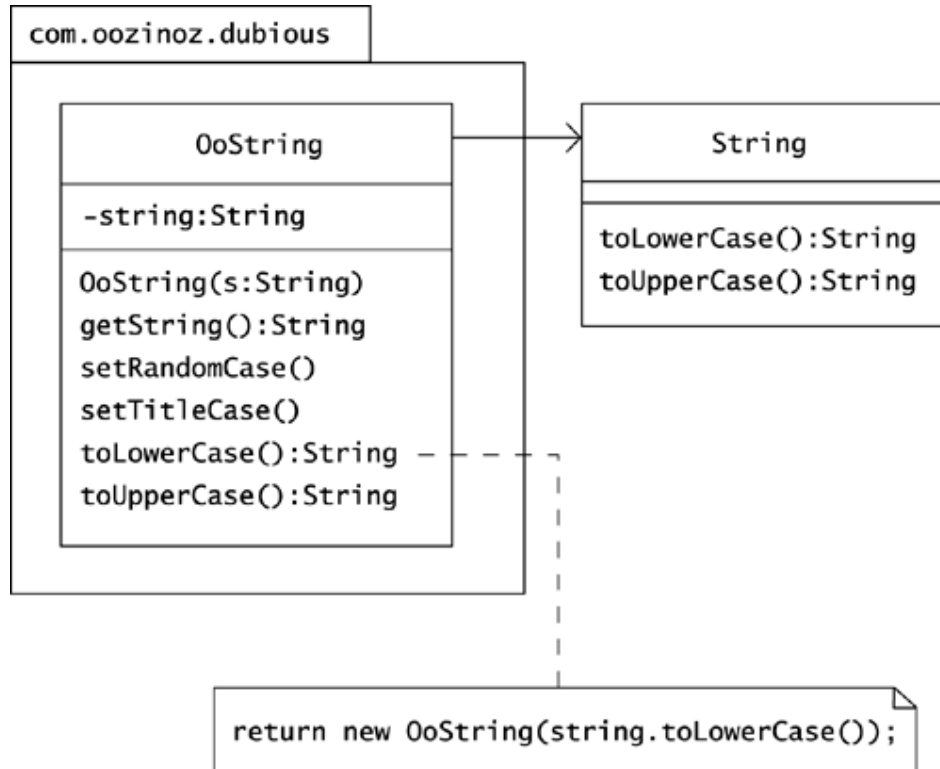 com.oozinoz.dubious
OoString
-string:String
OoString(s:String)
getString():String
setRandomCase()
setTitleCase()
toLowerCase():String
toUpperCase():String
String
toLowerCase():String
toUpperCase():String
return new OoString(string.toLowerCase());